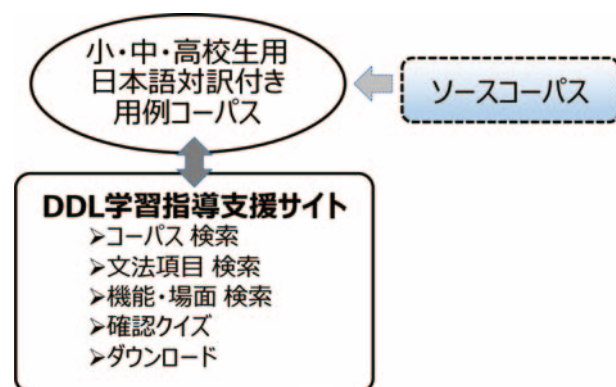 小・中・高校生用
日本語対訳付き
用例コーパス
ソースコーパス
DDL学習指導支援サイト
➢コーパス 検索
➢文法項目 検索
➢機能・場面 検索
➢確認クイズ
➢ダウンロード